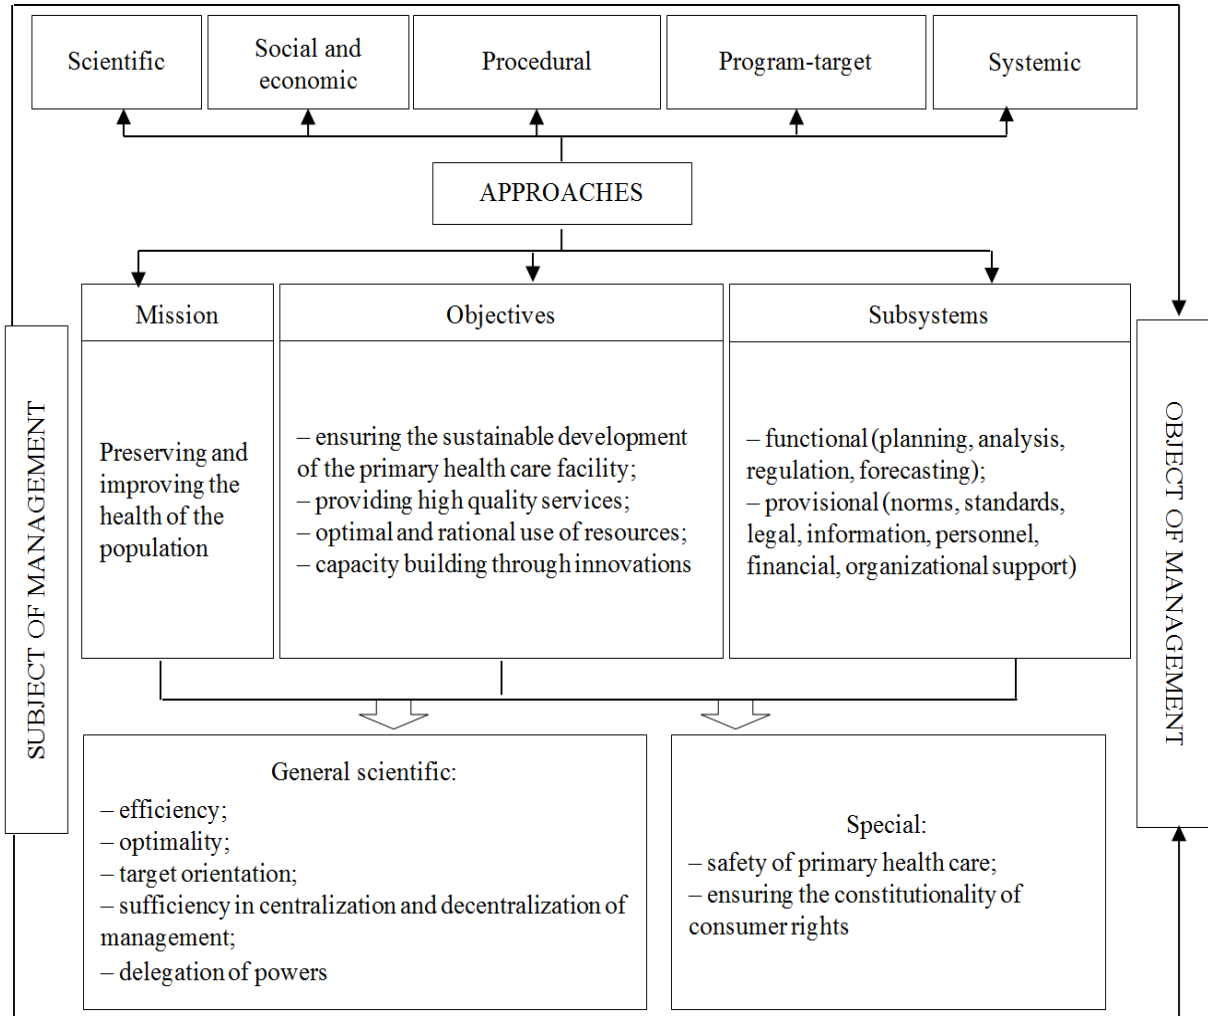 Scientific
Social and
economic
Procedural
Program-target
Systemic
APPROACHES
Mission
Objectives
Subsystems
SUBJECT OF MANAGEMENT
Preserving and
improving the
health of the
population
– ensuring the sustainable development
of the primary health care facility;
– providing high quality services;
– optimal and rational use of resources;
– capacity building through innovations
– functional (planning, analysis,
regulation, forecasting);
– provisional (norms, standards,
legal, information, personnel,
financial, organizational support)
OBJECT OF MANAGEMENT
General scientific:
– efficiency;
– optimality;
– target orientation;
– sufficiency in centralization and decentralization of
management;
– delegation of powers
Special:
– safety of primary health care;
– ensuring the constitutionality of
consumer rights